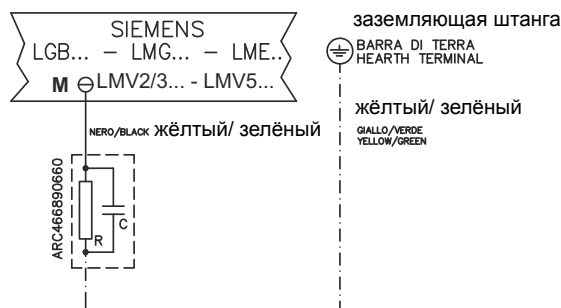 SIEMENS
LGB... – LMG... – LME..
M LMV2/3... - LMV5...
заземляющая штанга
BARRA DI TERRA
HEARTH TERMINAL
жёлтый/ зелёный
GIALLO/VERDE
YELLOW/GREEN
NERO/BLACK жёлтый/ зелёный
ARC466890660
C
R